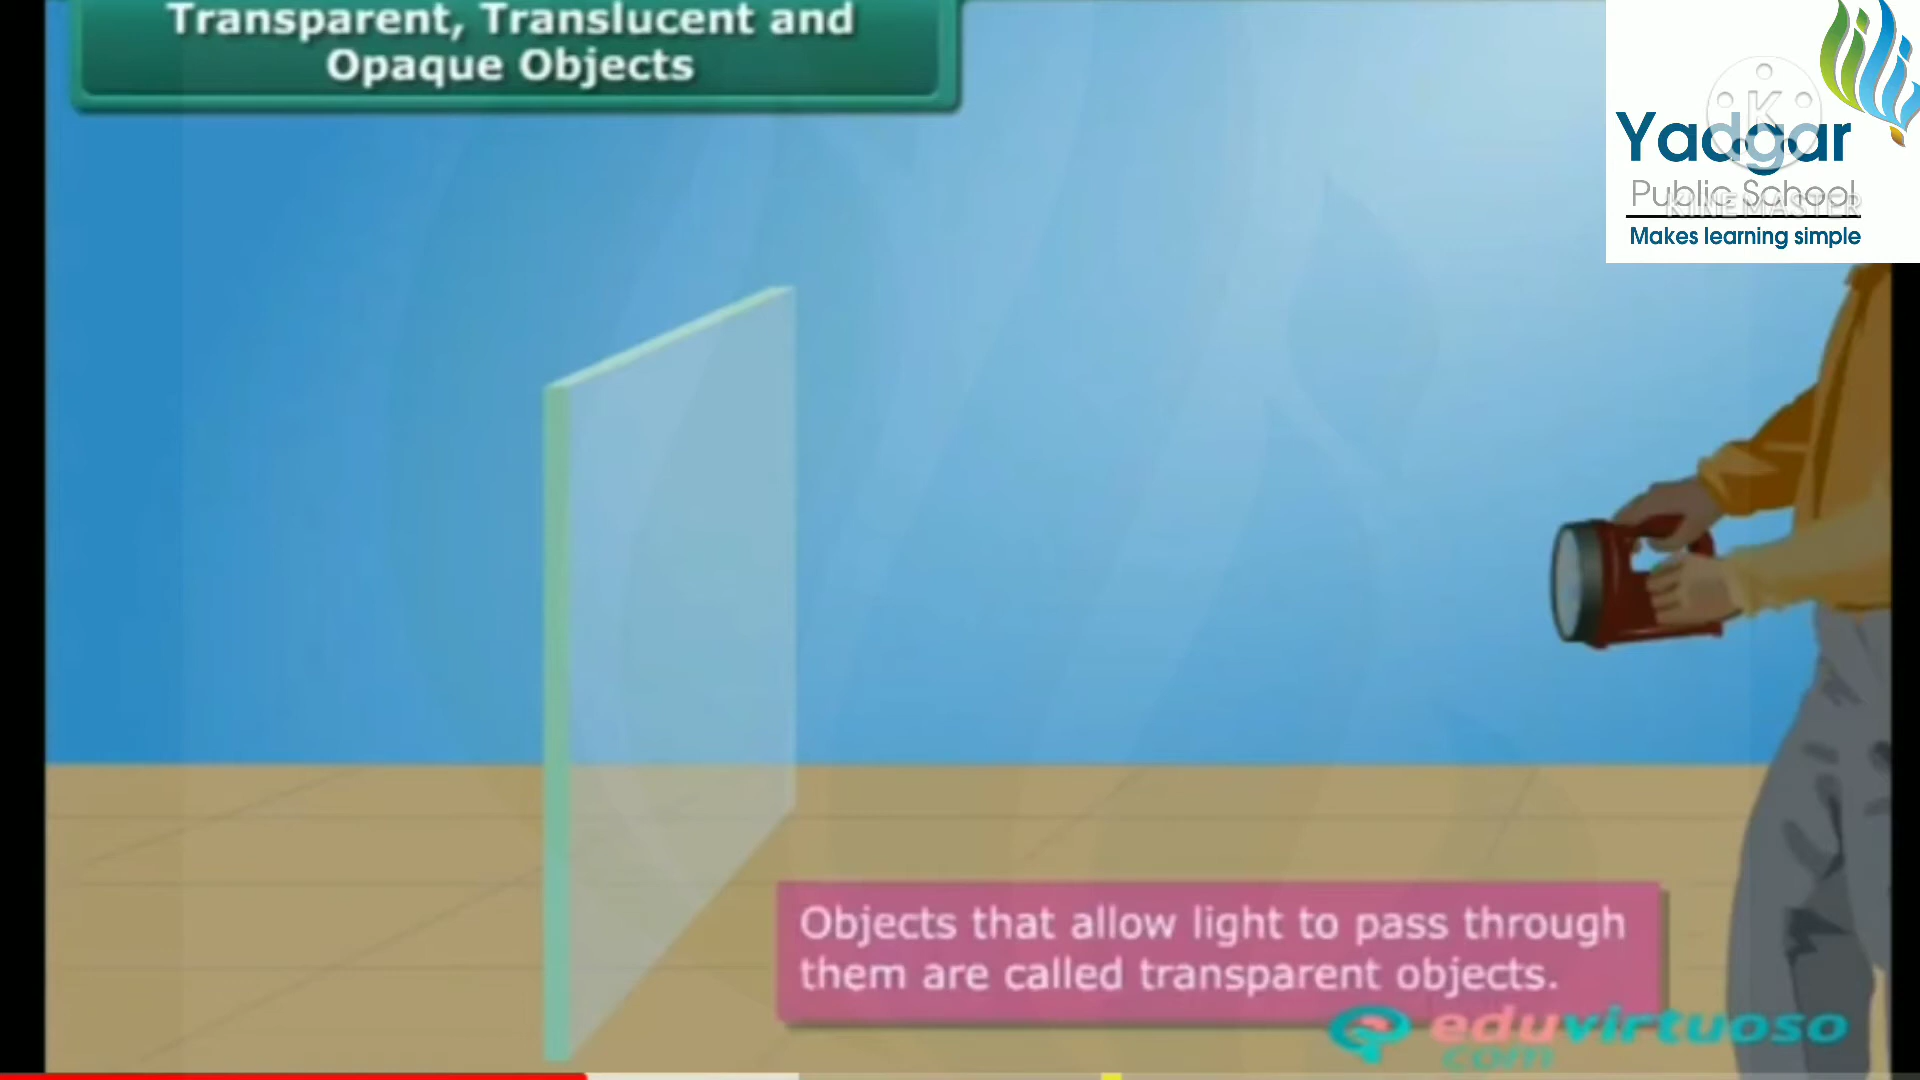 Transparent, Translucent and
Opaque Objects
Yadgar
Public School
KINEMASTER
Makes learning simple
Objects that allow light to pass through
them are called transparent objects.
eduvirtuoso
com